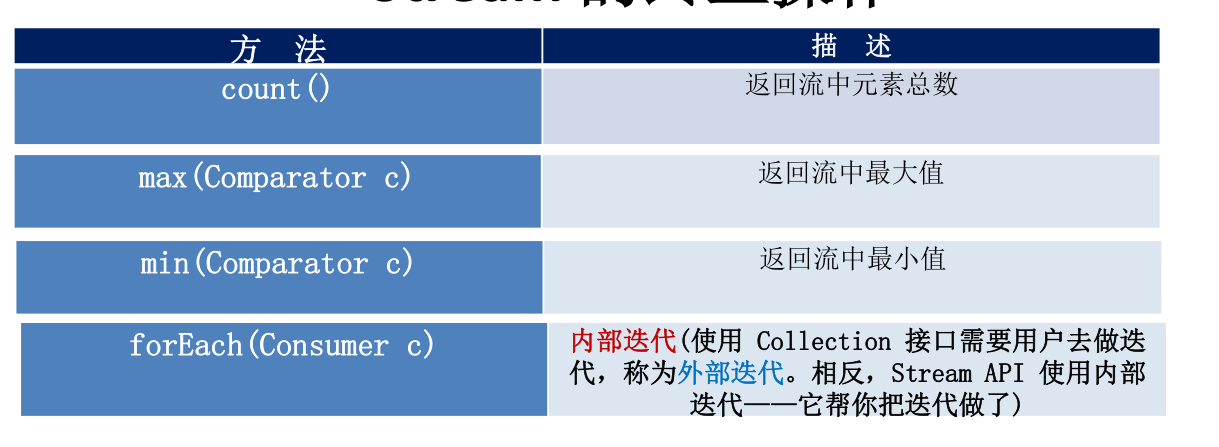 方 法
描 述
count()
返回流中元素总数
max(Comparator c)
返回流中最大值
min(Comparator c)
返回流中最小值
forEach(Consumer c)
内部迭代(使用 Collection 接口需要用户去做迭
代，称为外部迭代。相反，Stream API 使用内部
迭代——它帮你把迭代做了)